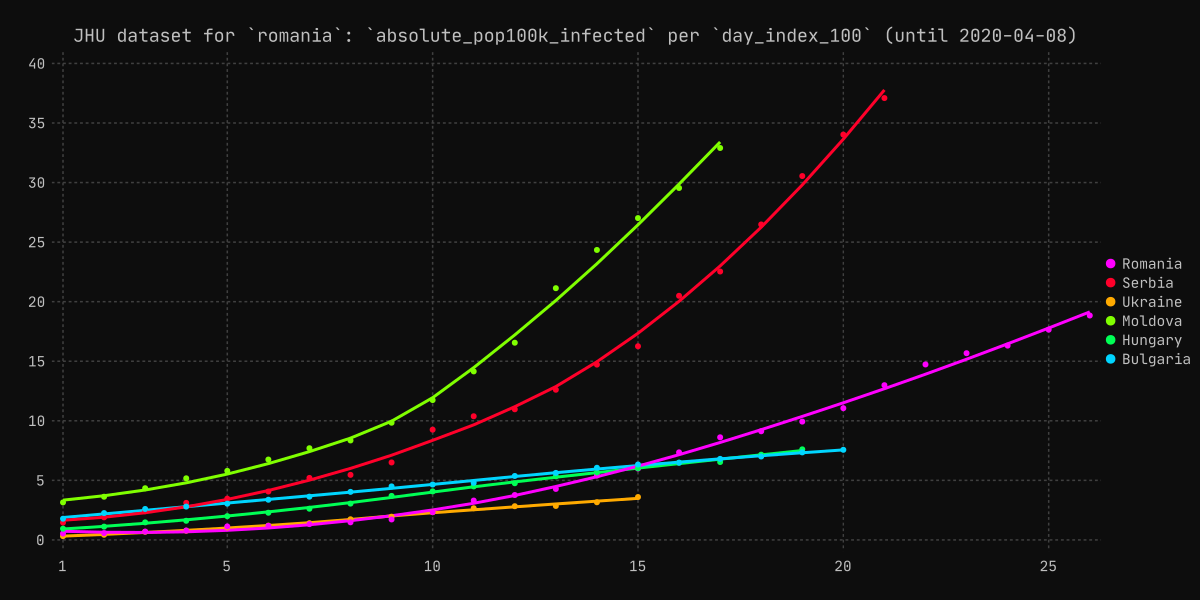 JHU dataset for `romania`: `absolute_pop100k_infected` per `day_index_100` (until 2020-04-08)
40
35
30
25
20
15
10
5
0
1 5 10 15 20 25
Romania
Serbia
Ukraine
Moldova
Hungary
Bulgaria